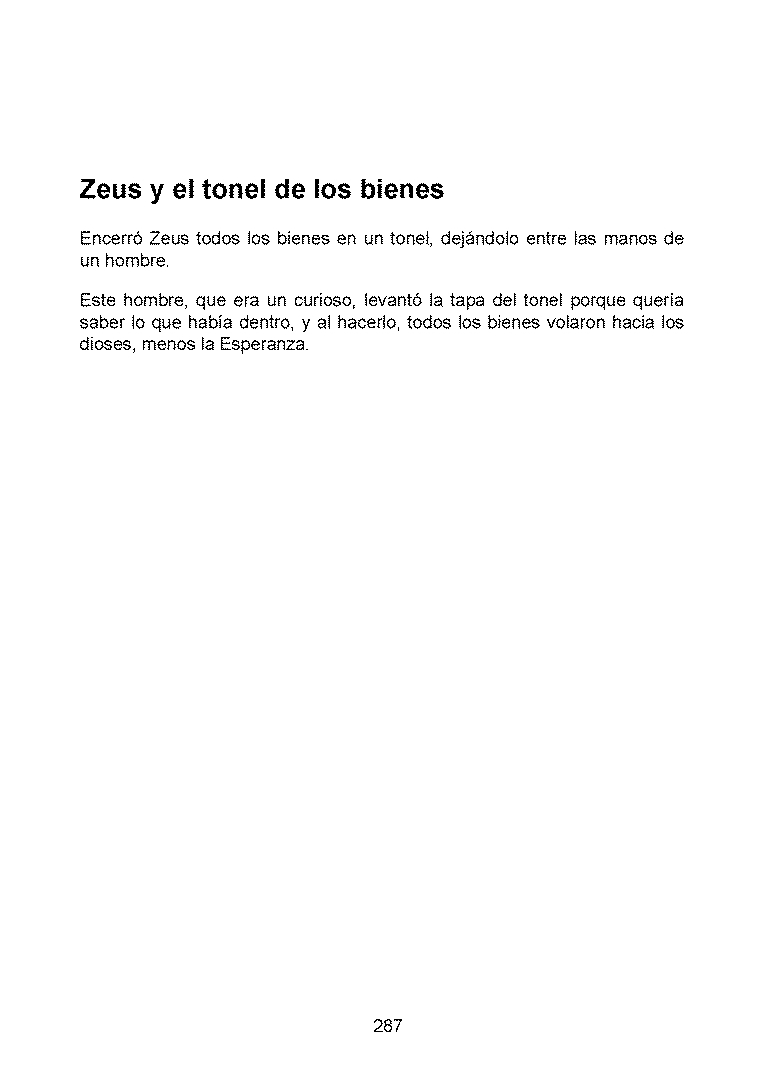 Zeus y el tonel de los bienes
Encerró Zeus todos los bienes en un tonel, dejándolo entre las manos de
un hombre.
Este hombre, que era un curioso, levantó la tapa del tonel porque quería
saber lo que había dentro, y al hacerlo, todos los bienes volaron hacia los
dioses, menos la Esperanza.
287